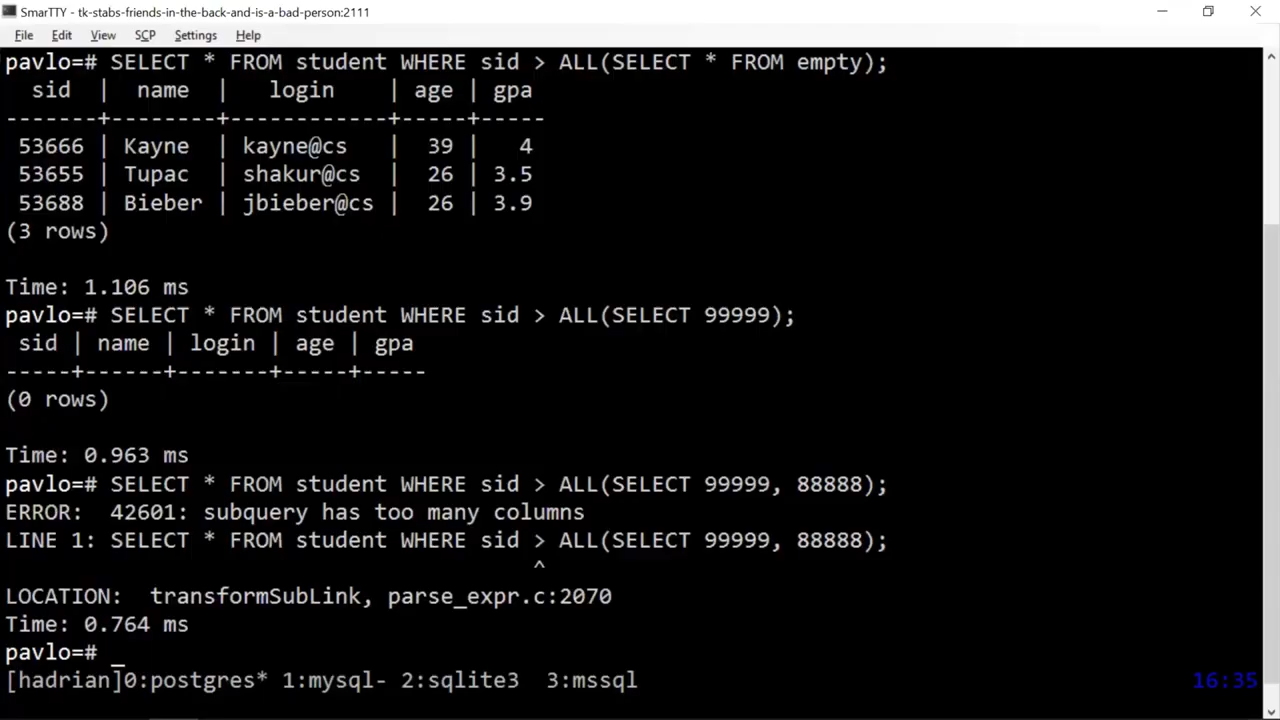 SmarTTY - tk-stabs-friends-in-the-back-and-is-a-bad-person:2111
File Edit View SCP Settings Help
pavlo=# SELECT * FROM student WHERE sid > ALL(SELECT * FROM empty);
  sid  |  name  |   login    | age | gpa
-------+--------+------------+-----+-----
 53666 | Kayne  | kayne@cs   |  39 |   4
 53655 | Tupac  | shakur@cs  |  26 | 3.5
 53688 | Bieber | jbieber@cs |  26 | 3.9
(3 rows)
Time: 1.106 ms
pavlo=# SELECT * FROM student WHERE sid > ALL(SELECT 99999);
 sid | name | login | age | gpa
-----+------+-------+-----+-----
(0 rows)
Time: 0.963 ms
pavlo=# SELECT * FROM student WHERE sid > ALL(SELECT 99999, 88888);
ERROR:  42601: subquery has too many columns
LINE 1: SELECT * FROM student WHERE sid > ALL(SELECT 99999, 88888);
                                        ^
LOCATION:  transformSubLink, parse_expr.c:2070
Time: 0.764 ms
pavlo=# _
[hadrian]0:postgres* 1:mysql- 2:sqlite3  3:mssql 16:35